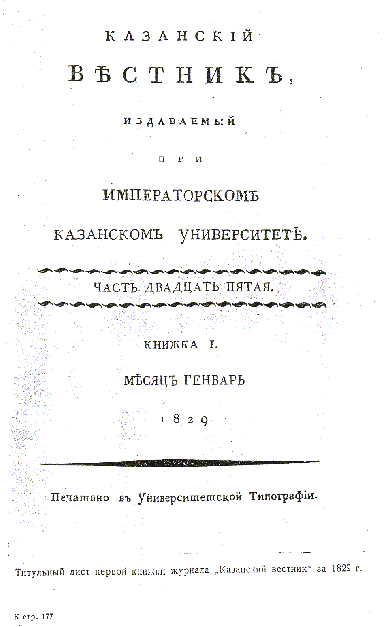 КАЗАНСКІЙ
ВѢСТНИКЪ,
ИЗДАВАЕМЫЙ
ПРИ
ИМПЕРАТОРСКОМЪ
КАЗАНСКОМЪ УНИВЕРСИТЕТѢ.
ЧАСТЬ ДВАДЦАТЬ ПЯТАЯ.
КНИЖКА I.
МѢСЯЦЪ ГЕНВАРЬ
1829
Печатано въ Университетской Типографіи.
Титульный лист первой книжки журнала „Казанский вестник“ за 1829 г.
К стр. 177